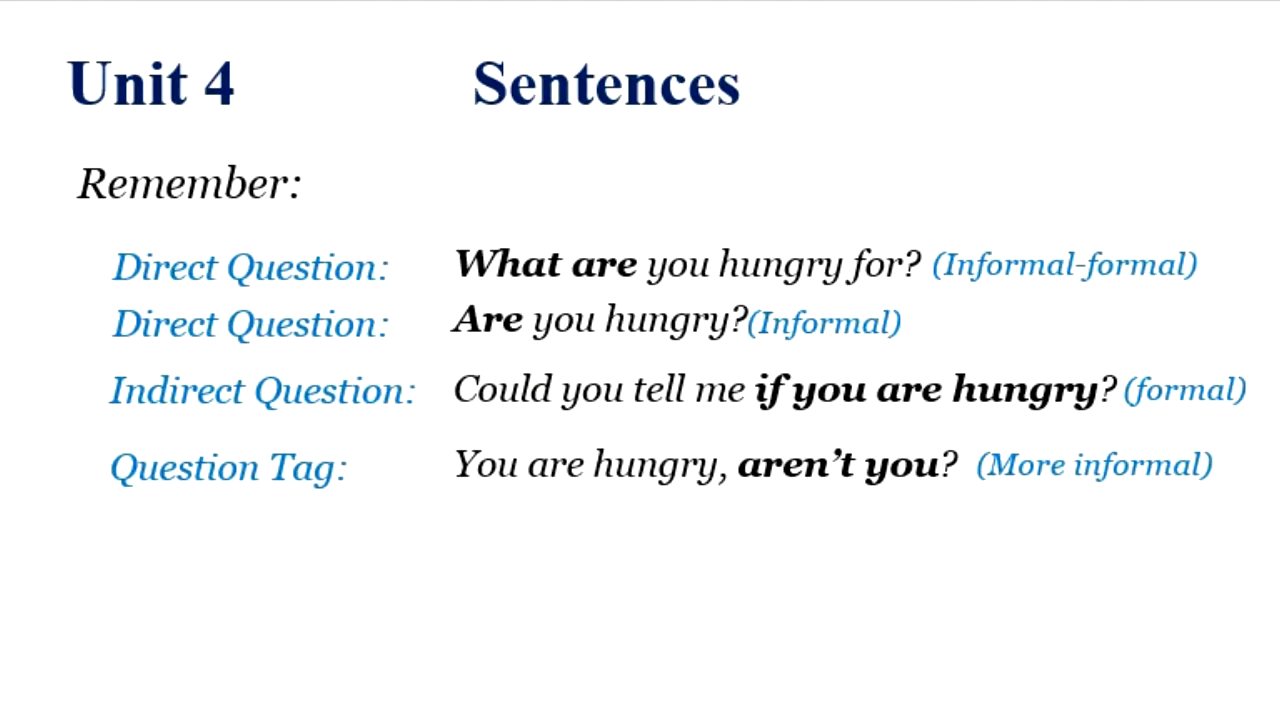 Unit 4 Sentences
Remember:
Direct Question: What are you hungry for? (Informal-formal)
Direct Question: Are you hungry?(Informal)
Indirect Question: Could you tell me if you are hungry? (formal)
Question Tag: You are hungry, aren’t you? (More informal)